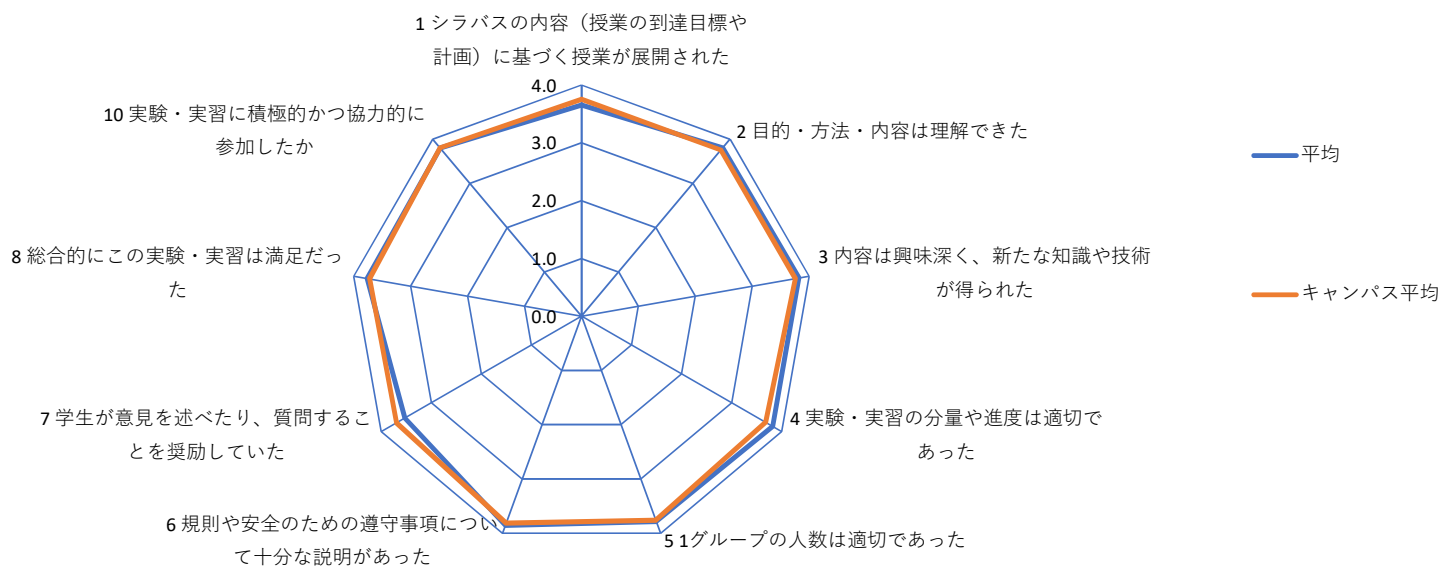 1 シラバスの内容（授業の到達目標や
計画）に基づく授業が展開された
4.0
3.0
2.0
1.0
0.0
2 目的・方法・内容は理解できた
3 内容は興味深く、新たな知識や技術
が得られた
4 実験・実習の分量や進度は適切で
あった
5 1グループの人数は適切であった
6 規則や安全のための遵守事項につい
て十分な説明があった
7 学生が意見を述べたり、質問するこ
とを奨励していた
8 総合的にこの実験・実習は満足だっ
た
10 実験・実習に積極的かつ協力的に
参加したか
平均
キャンパス平均